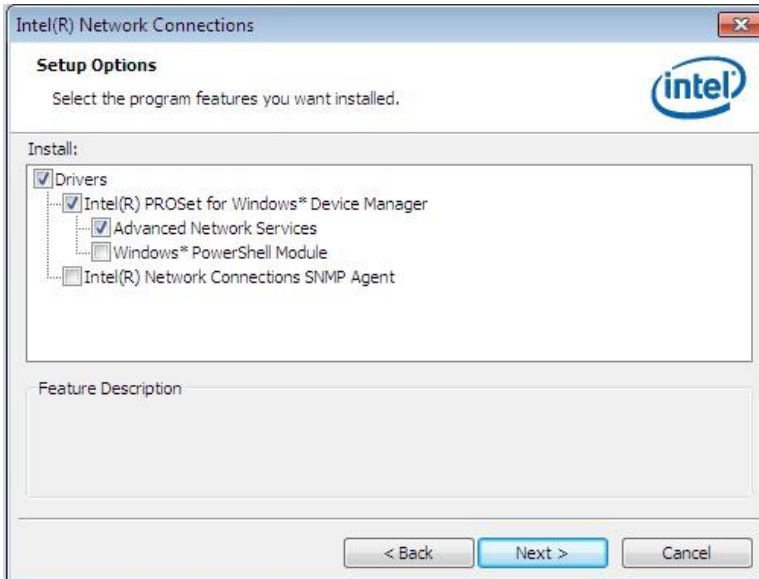 Intel(R) Network Connections
Setup Options
Select the program features you want installed.
intel
Install:
Drivers
Intel(R) PROSet for Windows* Device Manager
Advanced Network Services
Windows* PowerShell Module
Intel(R) Network Connections SNMP Agent
Feature Description
< Back Next > Cancel